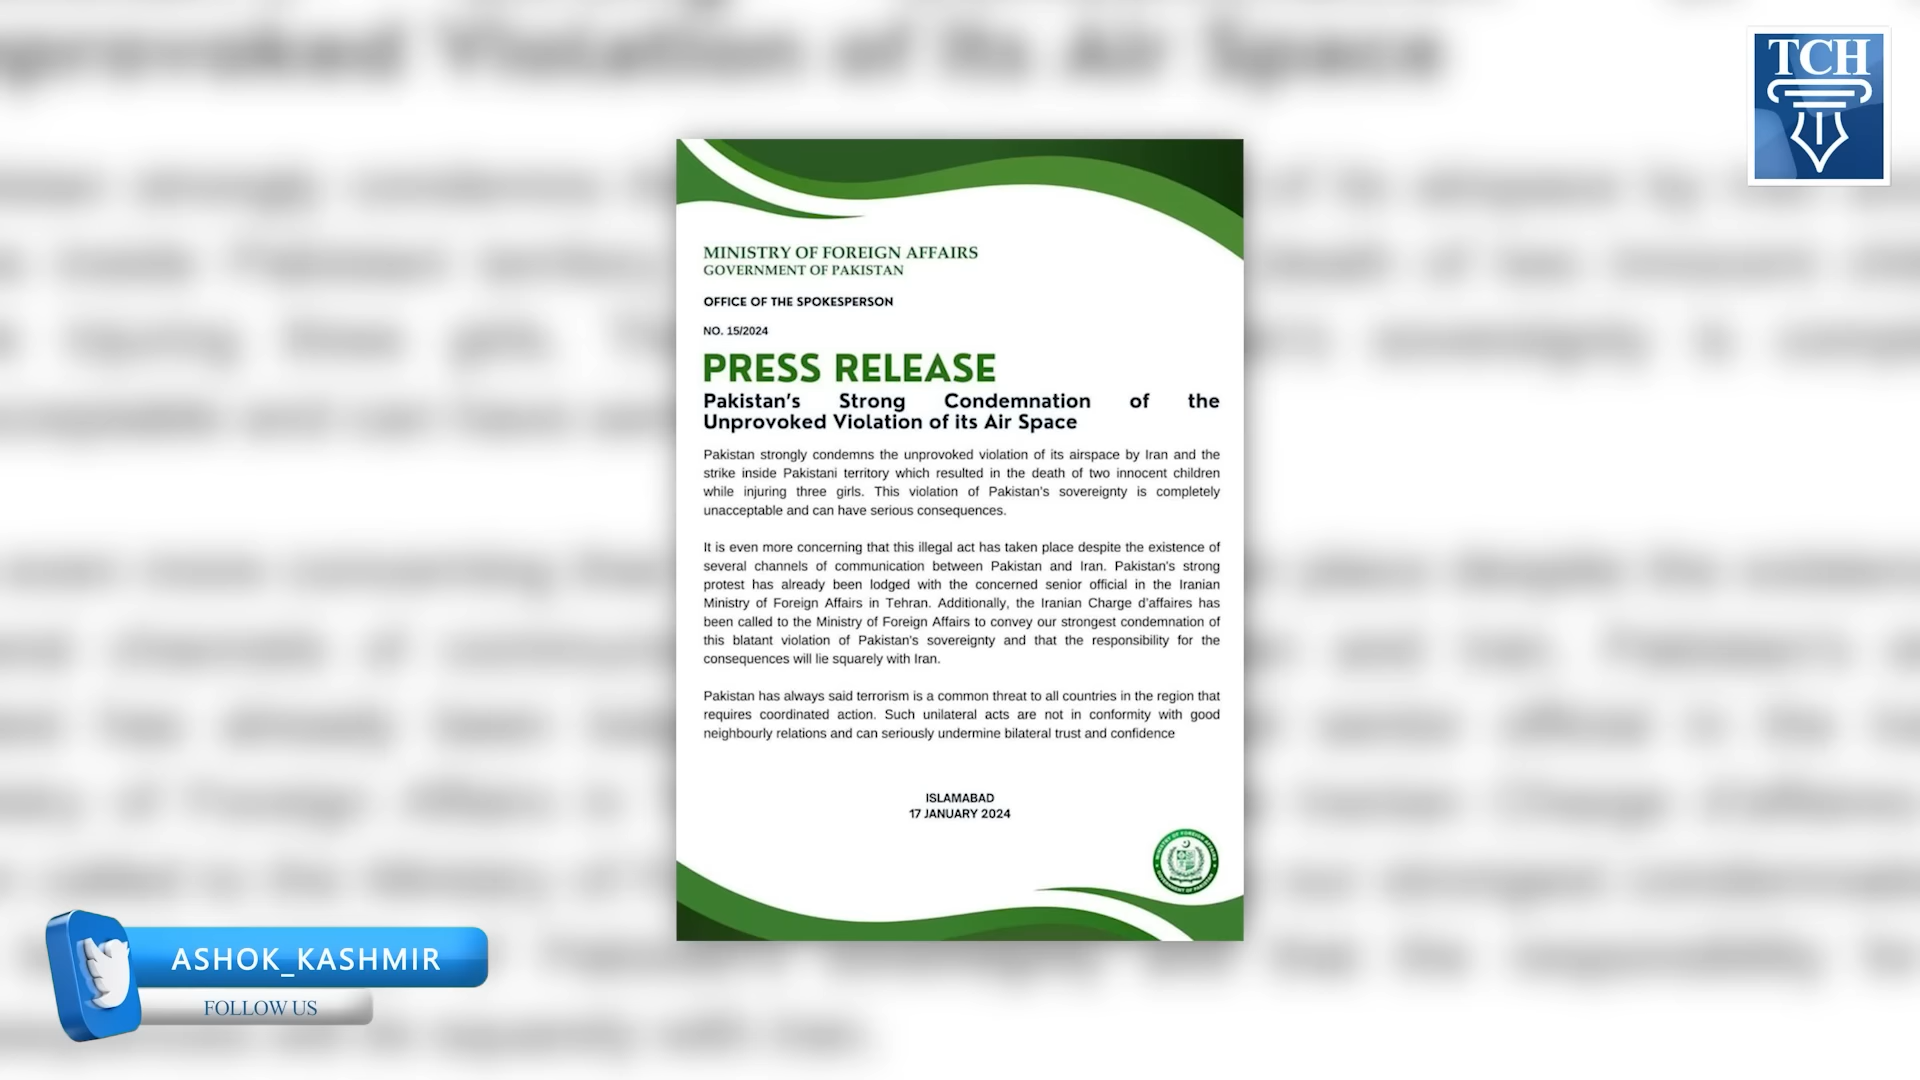 TCH
MINISTRY OF FOREIGN AFFAIRS
GOVERNMENT OF PAKISTAN
OFFICE OF THE SPOKESPERSON
NO. 15/2024
PRESS RELEASE
Pakistan's Strong Condemnation of the
Unprovoked Violation of its Air Space
Pakistan strongly condemns the unprovoked violation of its airspace by Iran and the
strike inside Pakistani territory which resulted in the death of two innocent children
while injuring three girls. This violation of Pakistan's sovereignty is completely
unacceptable and can have serious consequences.
It is even more concerning that this illegal act has taken place despite the existence of
several channels of communication between Pakistan and Iran. Pakistan's strong
protest has already been lodged with the concerned senior official in the Iranian
Ministry of Foreign Affairs in Tehran. Additionally, the Iranian Charge d'affaires has
been called to the Ministry of Foreign Affairs to convey our strongest condemnation of
this blatant violation of Pakistan's sovereignty and that the responsibility for the
consequences will lie squarely with Iran.
Pakistan has always said terrorism is a common threat to all countries in the region that
requires coordinated action. Such unilateral acts are not in conformity with good
neighbourly relations and can seriously undermine bilateral trust and confidence
ISLAMABAD
17 JANUARY 2024
MINISTRY OF FOREIGN AFFAIRS
GOVERNMENT OF PAKISTAN
ASHOK_KASHMIR
FOLLOW US